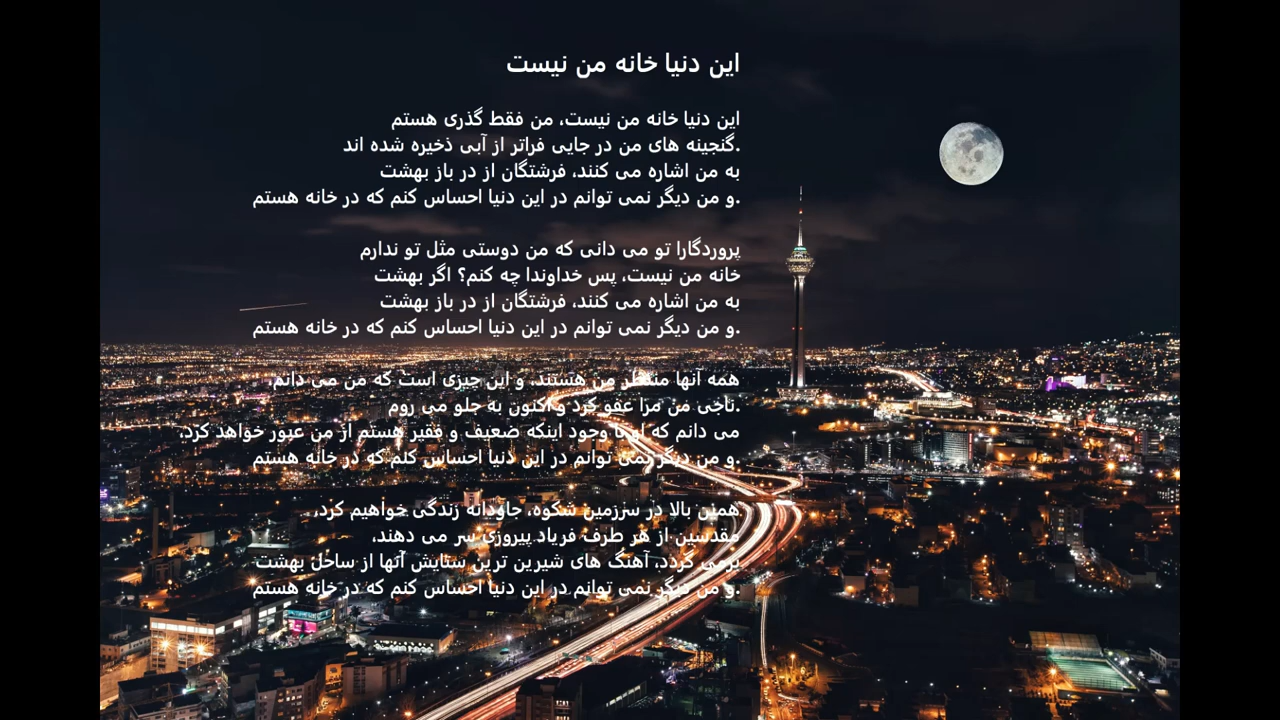 این دنیا خانه من نیست
این دنیا خانه من نیست، من فقط گذری هستم
گنجینه های من در جایی فراتر از آبی ذخیره شده اند.
به من اشاره می کنند، فرشتگان از در باز بهشت
و من دیگر نمی توانم در این دنیا احساس کنم که در خانه هستم.
پروردگارا تو می دانی که من دوستی مثل تو ندارم
خانه من نیست، پس خداوندا چه کنم؟ اگر بهشت
به من اشاره می کنند، فرشتگان از در باز بهشت
و من دیگر نمی توانم در این دنیا احساس کنم که در خانه هستم.
همه آنها منتظر من هستند، و این چیزی است که من می دانم،
ناجی من مرا عفو کرد و اکنون به جلو می روم.
می دانم که او با وجود اینکه ضعیف و فقیر هستم از من عبور خواهد کرد،
و من دیگر نمی توانم در این دنیا احساس کنم که در خانه هستم.
همین بالا در سرزمین شکوه، جاودانه زندگی خواهیم کرد،
مقدسین از هر طرف فریاد پیروزی سر می دهند،
برمی گردد، آهنگ های شیرین ترین ستایش آنها از ساحل بهشت
و من دیگر نمی توانم در این دنیا احساس کنم که در خانه هستم.